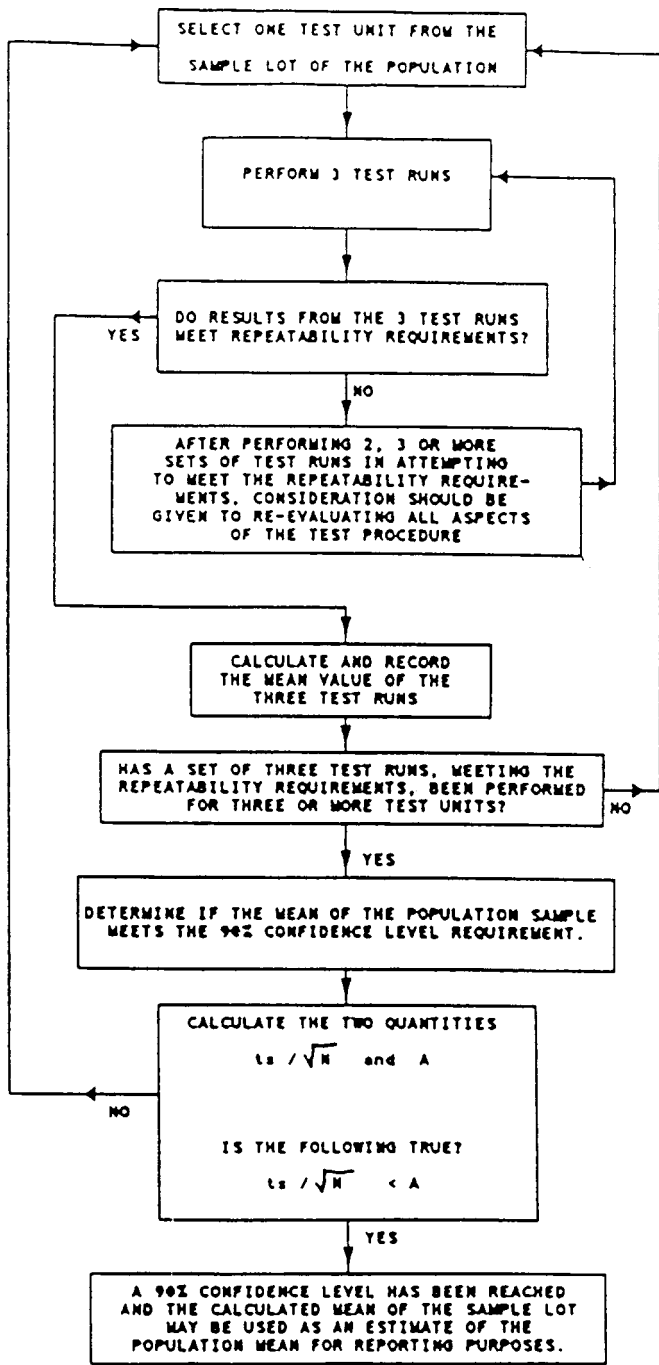 SELECT ONE TEST UNIT FROM THE
SAMPLE LOT OF THE POPULATION
PERFORM 3 TEST RUNS
DO RESULTS FROM THE 3 TEST RUNS
MEET REPEATABILITY REQUIREMENTS?
YES
NO
AFTER PERFORMING 2, 3 OR MORE
SETS OF TEST RUNS IN ATTEMPTING
TO MEET THE REPEATABILITY REQUIRE-
MENTS, CONSIDERATION SHOULD BE
GIVEN TO RE-EVALUATING ALL ASPECTS
OF THE TEST PROCEDURE
CALCULATE AND RECORD
THE MEAN VALUE OF THE
THREE TEST RUNS
HAS A SET OF THREE TEST RUNS, MEETING THE
REPEATABILITY REQUIREMENTS, BEEN PERFORMED
FOR THREE OR MORE TEST UNITS?
NO
YES
DETERMINE IF THE MEAN OF THE POPULATION SAMPLE
MEETS THE 90% CONFIDENCE LEVEL REQUIREMENT.
CALCULATE THE TWO QUANTITIES
ts / √N and A
NO
IS THE FOLLOWING TRUE?
ts / √N < A
YES
A 90% CONFIDENCE LEVEL HAS BEEN REACHED
AND THE CALCULATED MEAN OF THE SAMPLE LOT
MAY BE USED AS AN ESTIMATE OF THE
POPULATION MEAN FOR REPORTING PURPOSES.